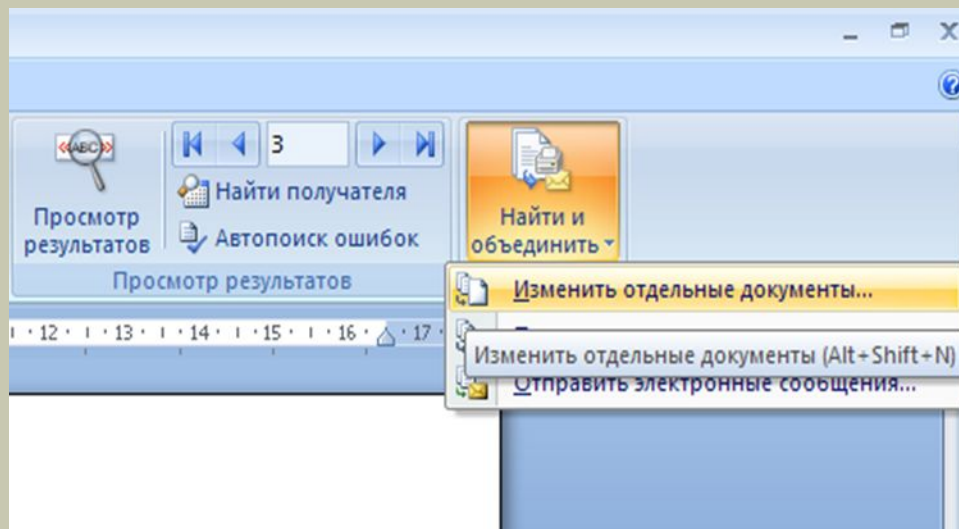 «ABC»
3
Найти получателя
Просмотр
результатов
Автопоиск ошибок
Найти и
объединить
Просмотр результатов
Изменить отдельные документы...
12 13 14 15 16 17
Изменить отдельные документы (Alt+Shift+N)
Отправить электронные сообщения...